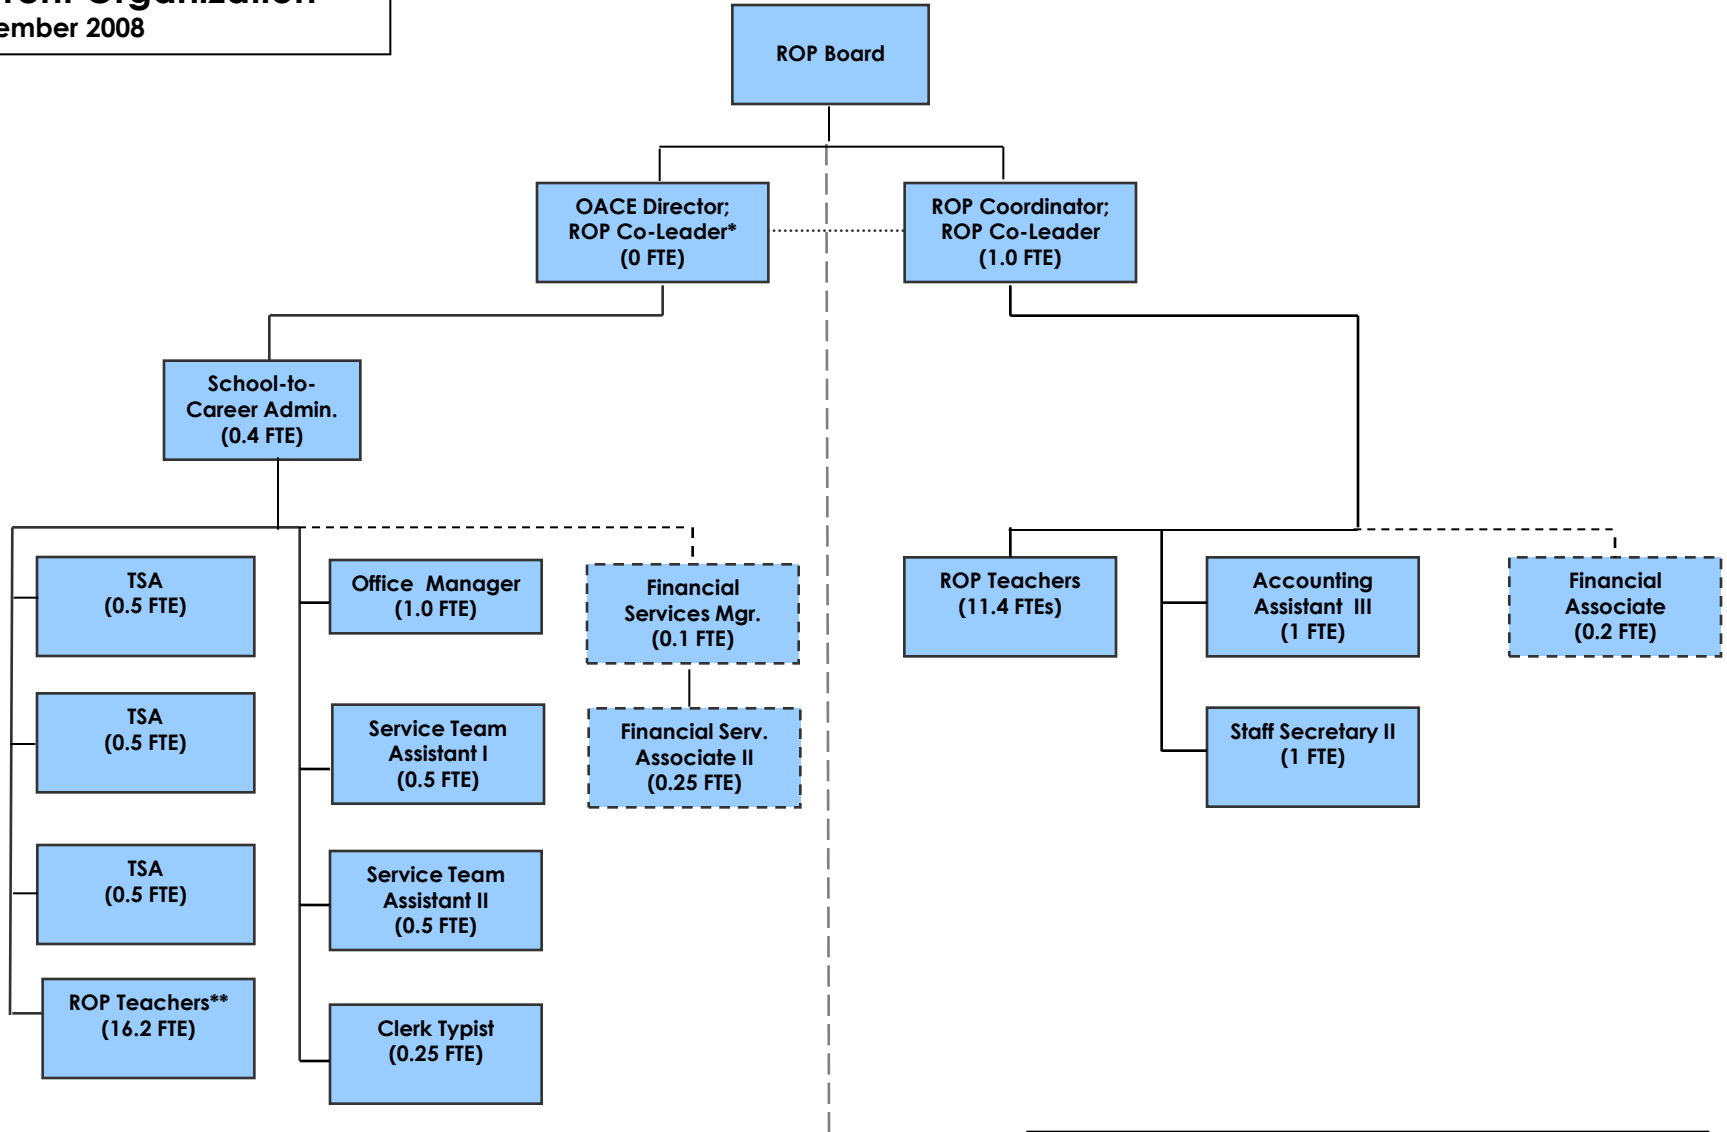 ember 2008
ROP Board
OACE Director;
ROP Co-Leader*
(0 FTE)
ROP Coordinator;
ROP Co-Leader
(1.0 FTE)
School-to-
Career Admin.
(0.4 FTE)
TSA
(0.5 FTE)
TSA
(0.5 FTE)
TSA
(0.5 FTE)
ROP Teachers**
(16.2 FTE)
Office Manager
(1.0 FTE)
Service Team
Assistant I
(0.5 FTE)
Service Team
Assistant II
(0.5 FTE)
Clerk Typist
(0.25 FTE)
Financial
Services Mgr.
(0.1 FTE)
Financial Serv.
Associate II
(0.25 FTE)
ROP Teachers
(11.4 FTEs)
Accounting
Assistant III
(1 FTE)
Staff Secretary II
(1 FTE)
Financial
Associate
(0.2 FTE)